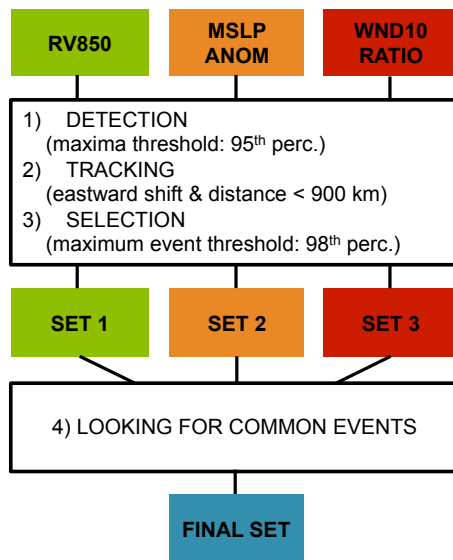 RV850
MSLP
ANOM
WND10
RATIO
1) DETECTION
(maxima threshold: 95th perc.)
2) TRACKING
(eastward shift & distance < 900 km)
3) SELECTION
(maximum event threshold: 98th perc.)
SET 1
SET 2
SET 3
4) LOOKING FOR COMMON EVENTS
FINAL SET